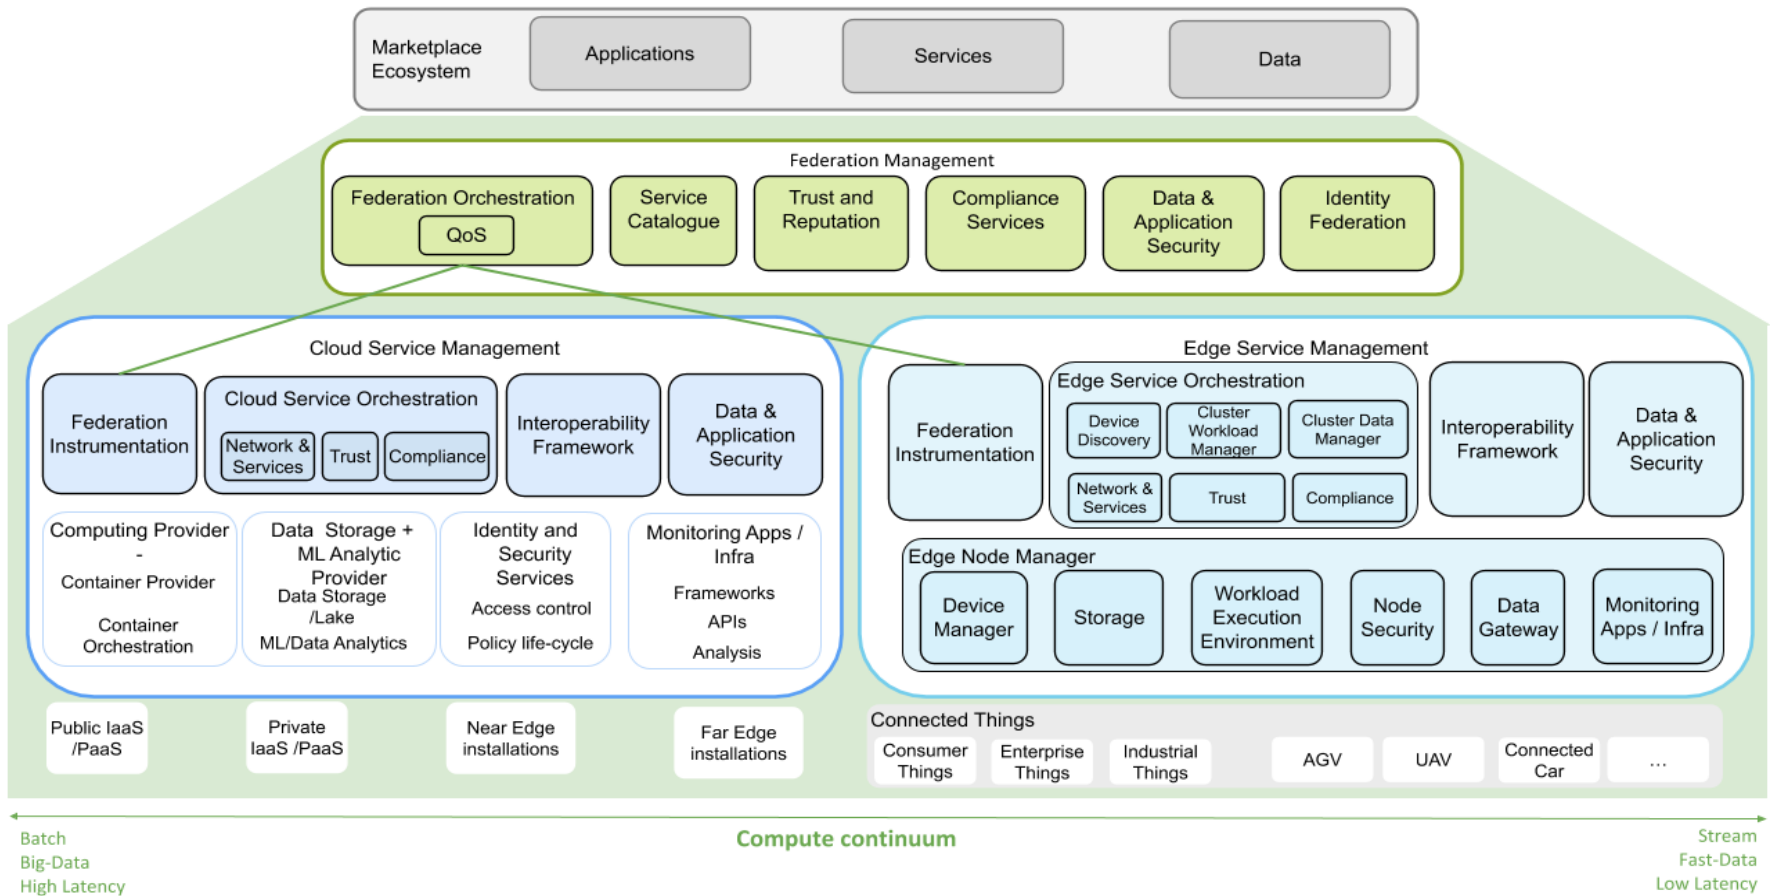 Marketplace
Ecosystem
Applications
Services
Data
Federation Management
Federation Orchestration
QoS
Service
Catalogue
Trust and
Reputation
Compliance
Services
Data &
Application
Security
Identity
Federation
Cloud Service Management
Federation
Instrumentation
Cloud Service Orchestration
Network &
Services
Trust
Compliance
Interoperability
Framework
Data &
Application
Security
Computing Provider
-
Container Provider
Container
Orchestration
Data Storage +
ML Analytic
Provider
Data Storage
/Lake
ML/Data Analytics
Identity and
Security
Services
Access control
Policy life-cycle
Monitoring Apps /
Infra
Frameworks
APIs
Analysis
Public IaaS
/PaaS
Private
IaaS /PaaS
Near Edge
installations
Far Edge
installations
Edge Service Management
Federation
Instrumentation
Edge Service Orchestration
Device
Discovery
Cluster
Workload
Manager
Cluster Data
Manager
Network &
Services
Trust
Compliance
Interoperability
Framework
Data &
Application
Security
Edge Node Manager
Device
Manager
Storage
Workload
Execution
Environment
Node
Security
Data
Gateway
Monitoring
Apps / Infra
Connected Things
Consumer
Things
Enterprise
Things
Industrial
Things
AGV
UAV
Connected
Car
...
Compute continuum
Batch
Big-Data
High Latency
Stream
Fast-Data
Low Latency